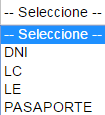 -- Seleccione --
-- Seleccione --
DNI
LC
LE
PASAPORTE